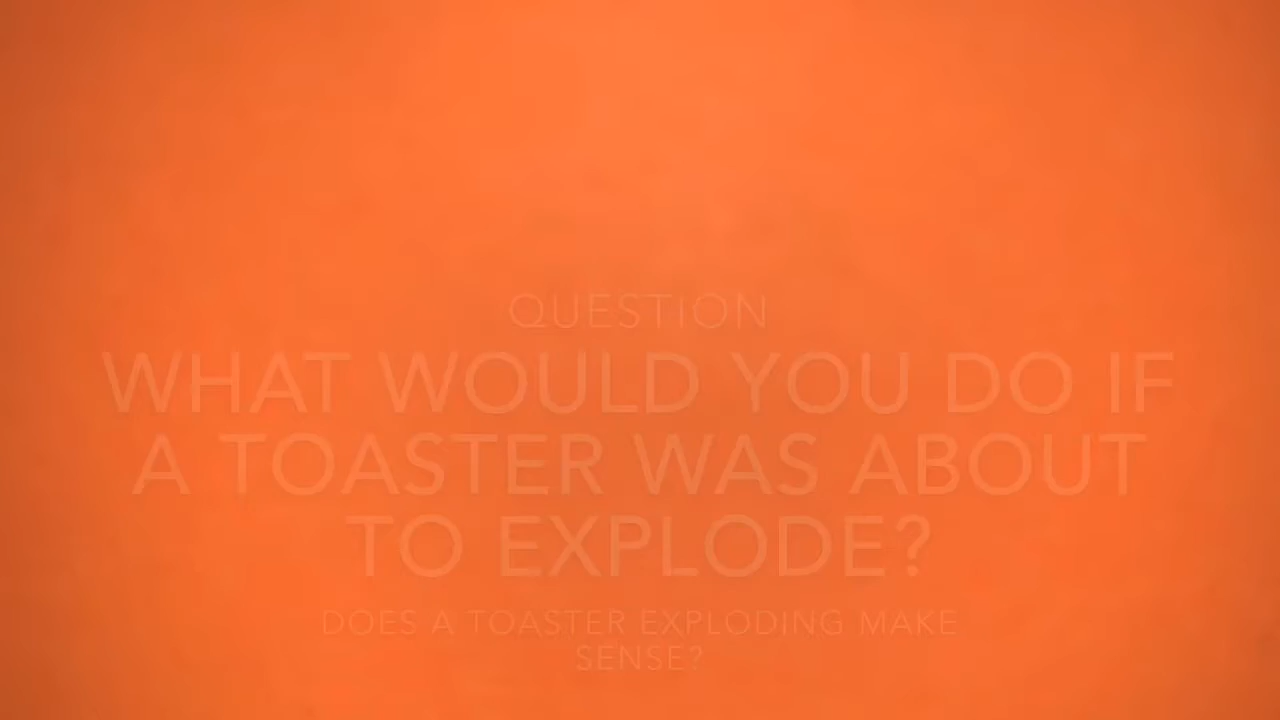 QUESTION
WHAT WOULD YOU DO IF
A TOASTER WAS ABOUT
TO EXPLODE?
DOES A TOASTER EXPLODING MAKE
SENSE?